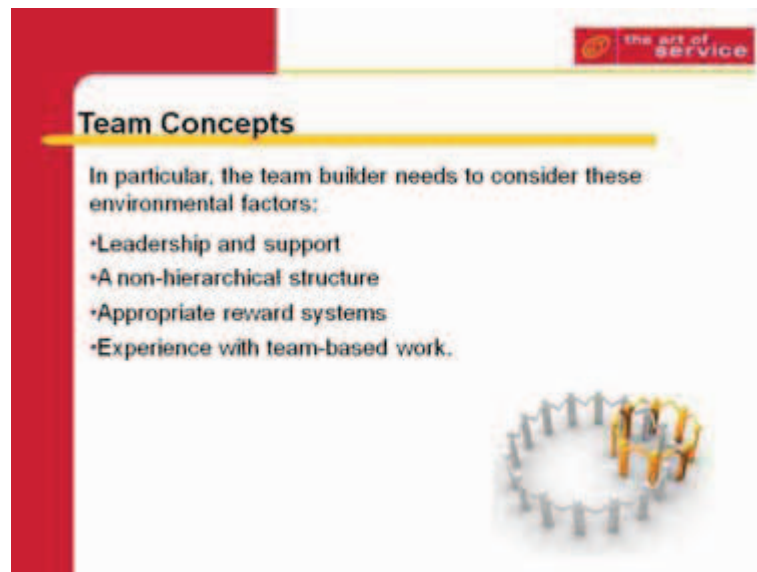 the art of
service
Team Concepts
In particular, the team builder needs to consider these
environmental factors:
•Leadership and support
•A non-hierarchical structure
•Appropriate reward systems
•Experience with team-based work.